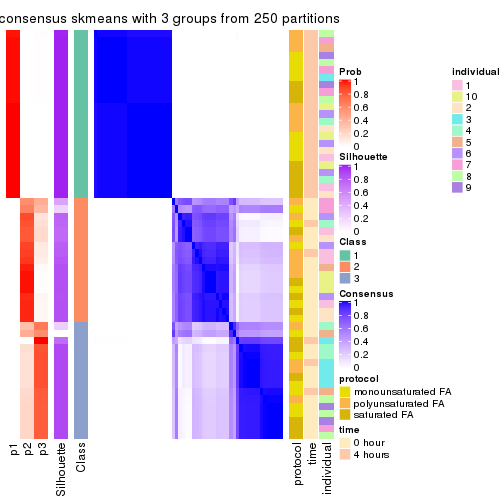 consensus skmeans with 3 groups from 250 partitions
Prob
1
0.8
0.6
0.4
0.2
0
Silhouette
1
0.8
0.6
0.4
0.2
0
Class
1
2
3
Consensus
1
0.8
0.6
0.4
0.2
0
protocol
monounsaturated FA
polyunsaturated FA
saturated FA
time
0 hour
4 hours
Individual
1
10
2
3
4
5
6
7
8
9
p1
p2
p3
Silhouette
Class
protocol
time
individual